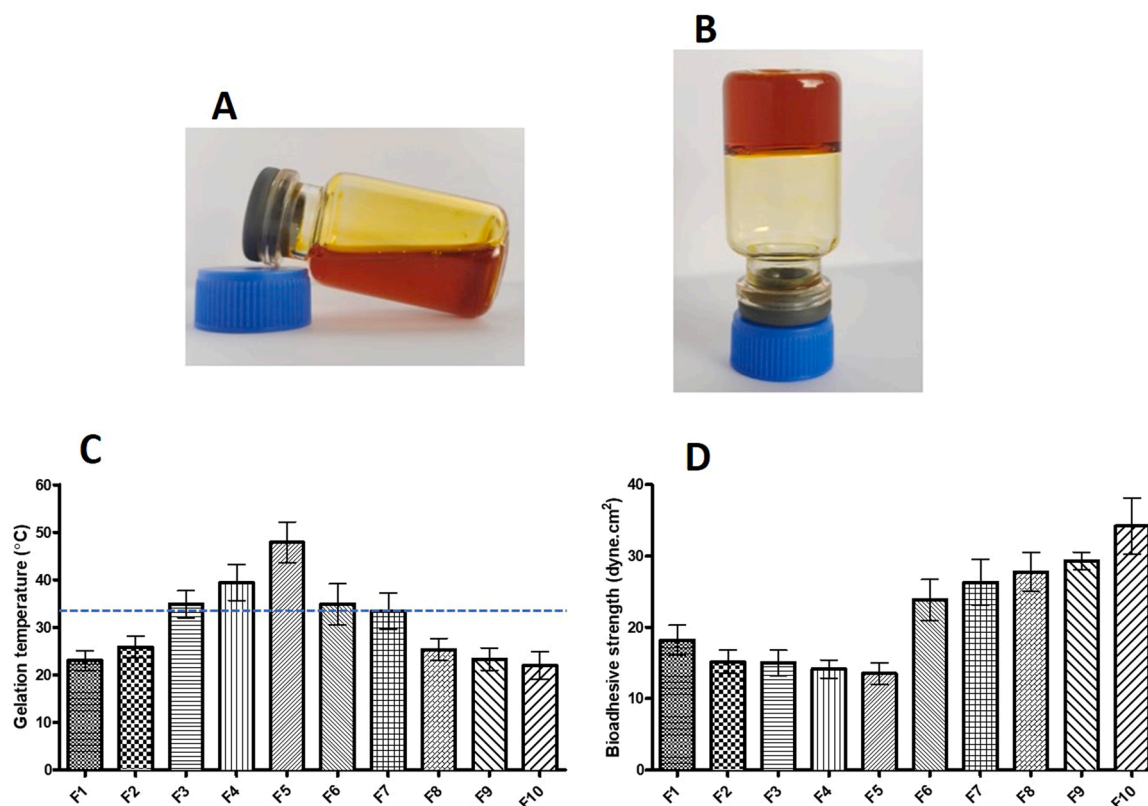 A
B
C
Gelation temperature (°C)
60
50
40
30
20
10
0
F1 F2 F3 F4 F5 F6 F7 F8 F9 F10
D
Bioadhesive strength (dyne.cm²)
40
30
20
10
0
F1 F2 F3 F4 F5 F6 F7 F8 F9 F10